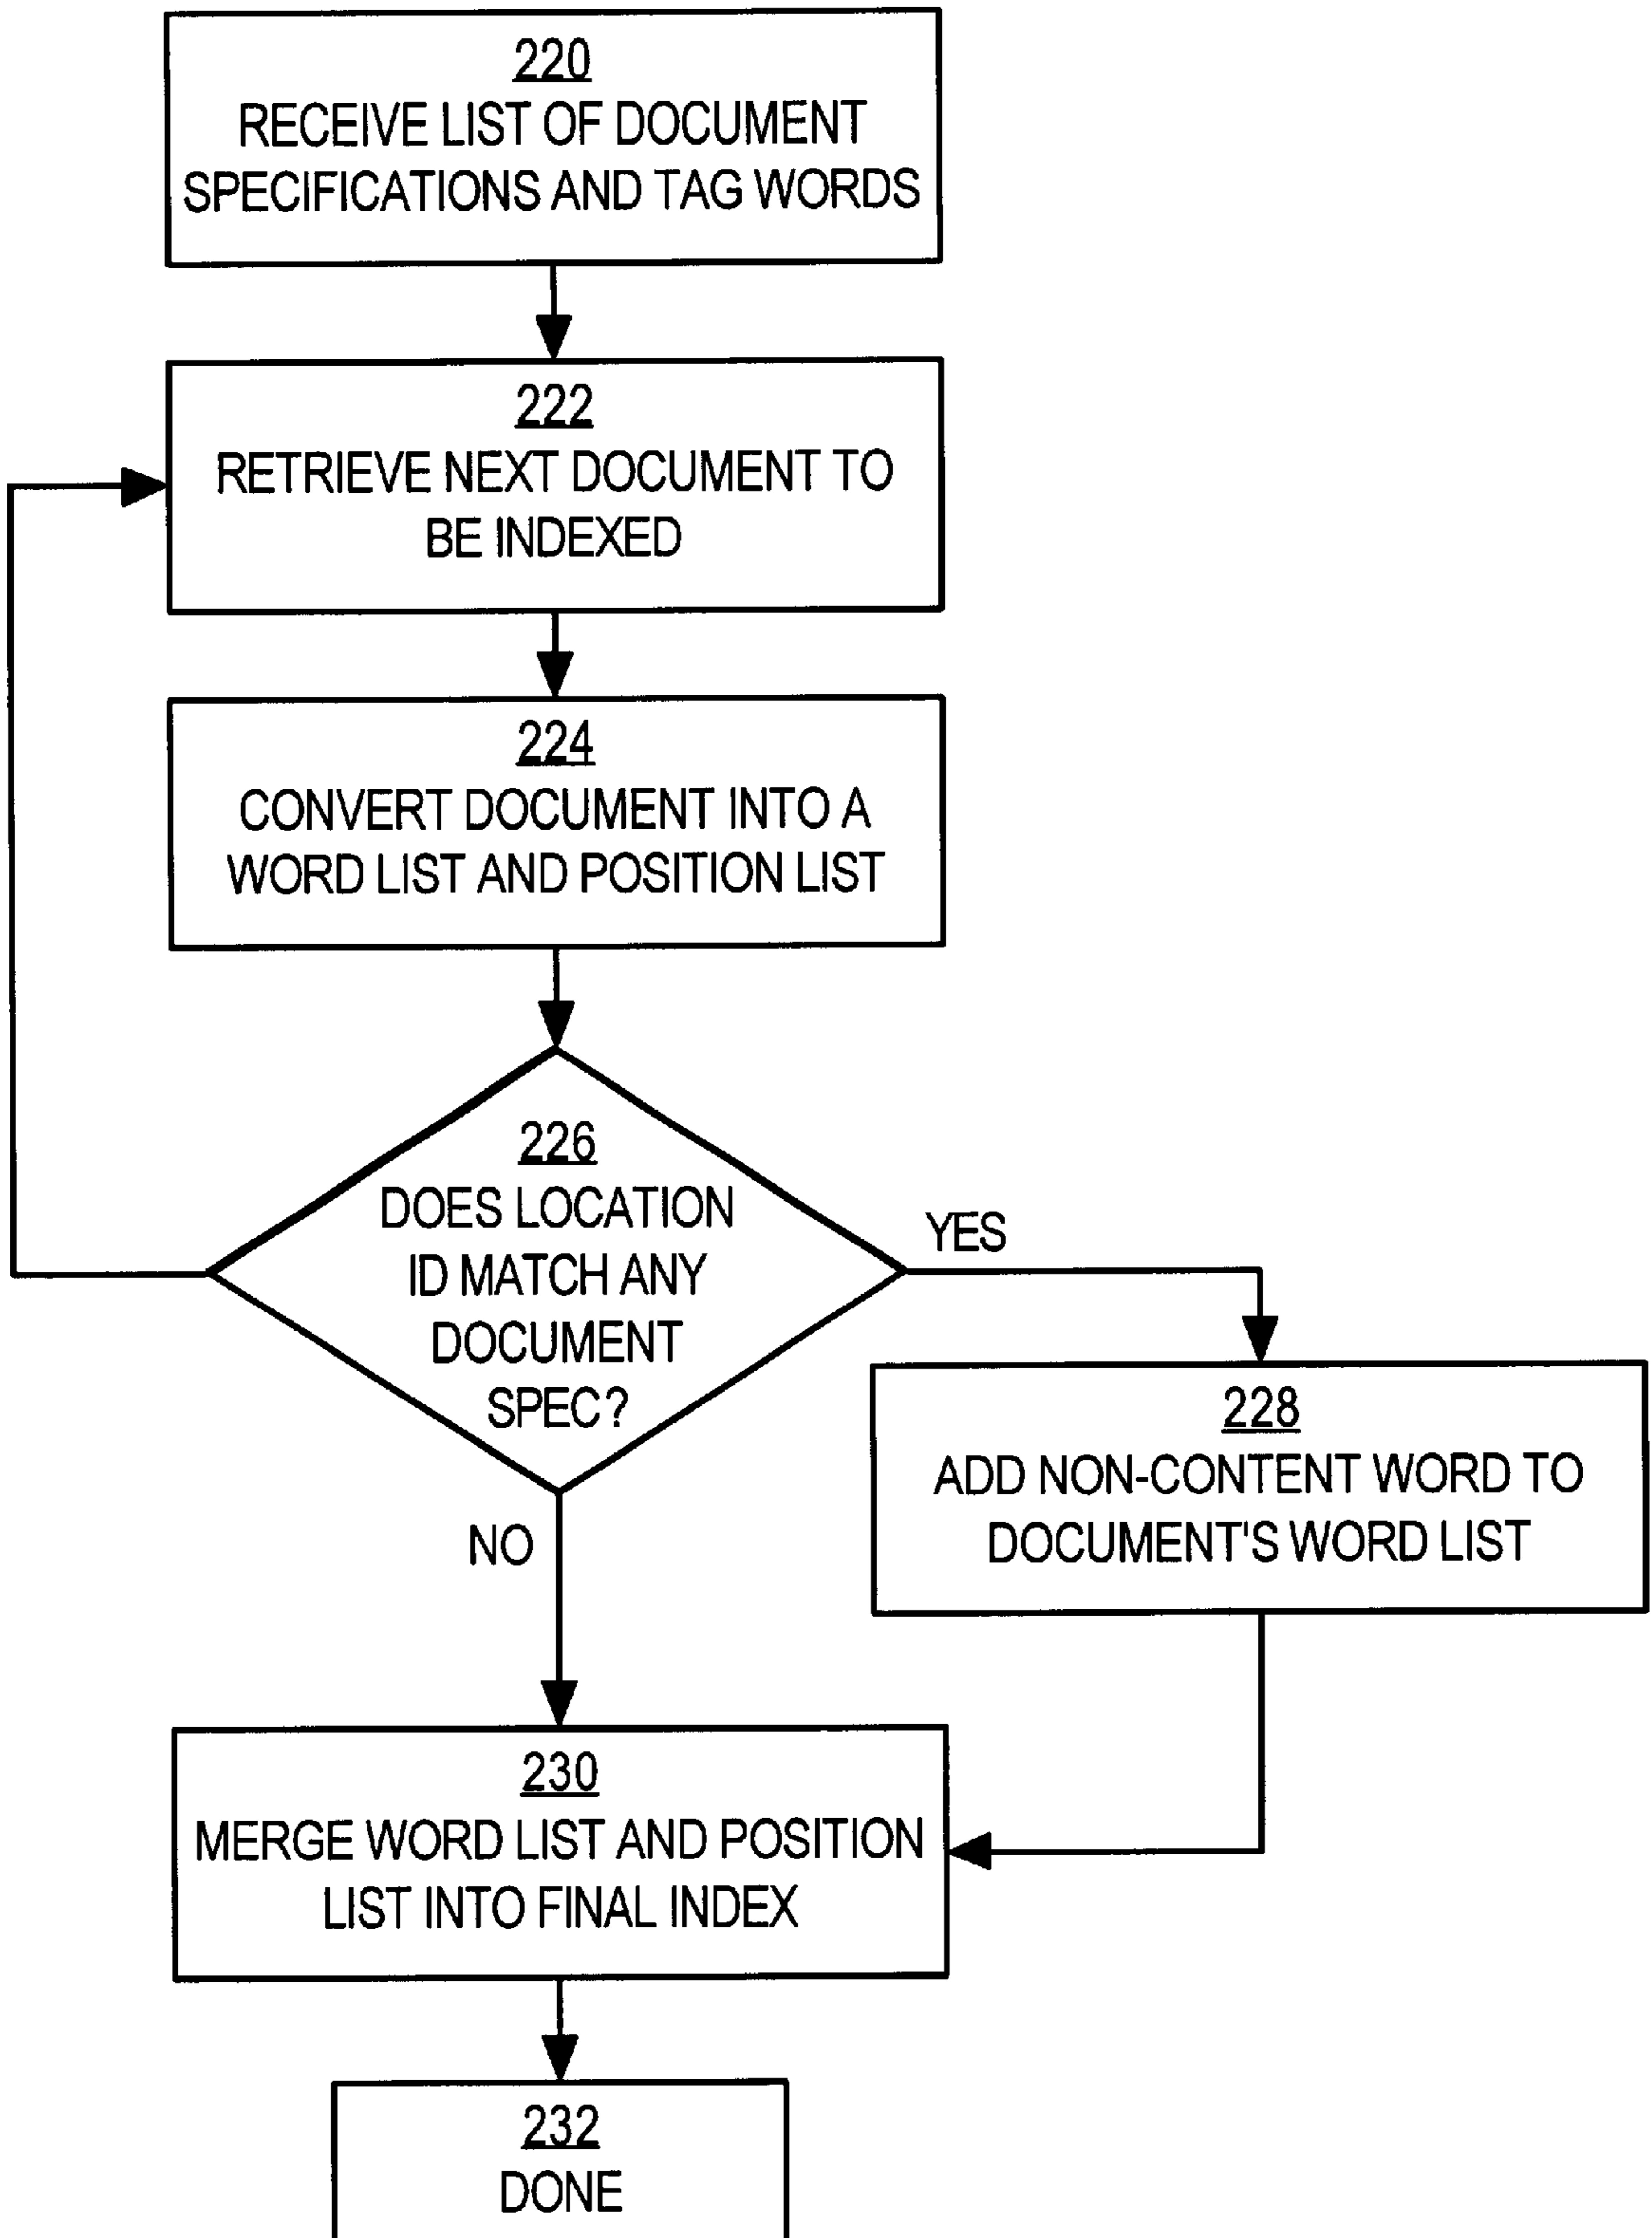 220
RECEIVE LIST OF DOCUMENT
SPECIFICATIONS AND TAG WORDS
222
RETRIEVE NEXT DOCUMENT TO
BE INDEXED
224
CONVERT DOCUMENT INTO A
WORD LIST AND POSITION LIST
226
DOES LOCATION
ID MATCH ANY
DOCUMENT
SPEC?
YES
NO
228
ADD NON-CONTENT WORD TO
DOCUMENT'S WORD LIST
230
MERGE WORD LIST AND POSITION
LIST INTO FINAL INDEX
232
DONE